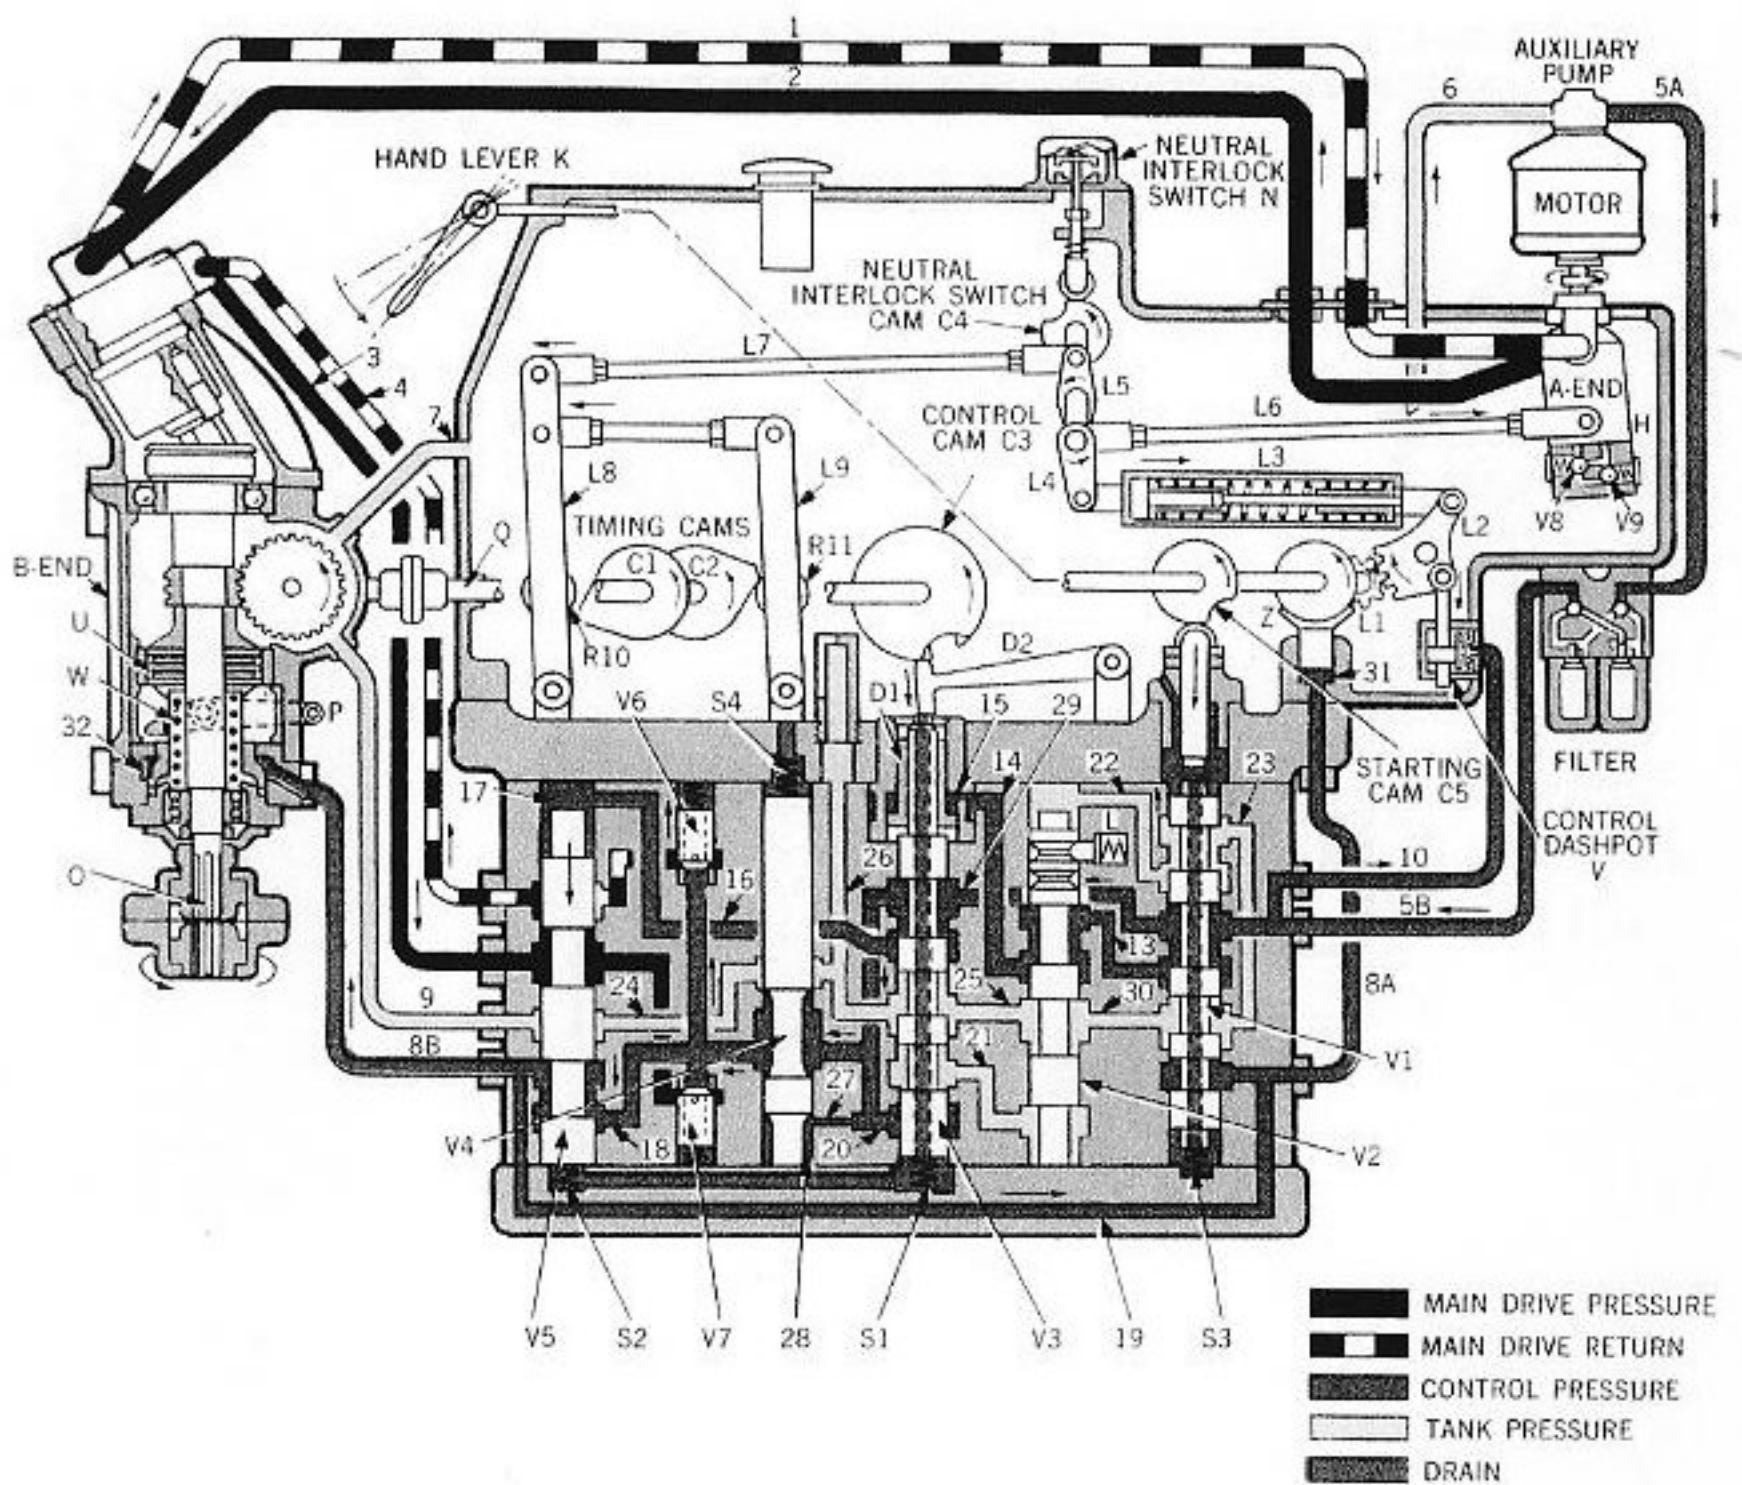 1
2
AUXILIARY
PUMP
6
5A
HAND LEVER K
NEUTRAL
INTERLOCK
SWITCH N
MOTOR
NEUTRAL
INTERLOCK SWITCH
CAM C4
3
4
7
L7
L5
A-END
CONTROL
CAM C3
L6
H
L4
L3
L8
L9
V8
V9
L2
TIMING CAMS
Q
R11
B-END
C1
C2
U
Z
L1
R10
D2
W
P
V6
S4
D1
15
29
31
32
17
14
22
23
STARTING
CAM C5
FILTER
L
CONTROL
DASHPOT
V
O
26
10
16
5B
13
9
24
25
30
8A
8B
21
V1
27
V4
18
20
V2
V5
S2
V7
28
S1
V3
19
S3
MAIN DRIVE PRESSURE
MAIN DRIVE RETURN
CONTROL PRESSURE
TANK PRESSURE
DRAIN